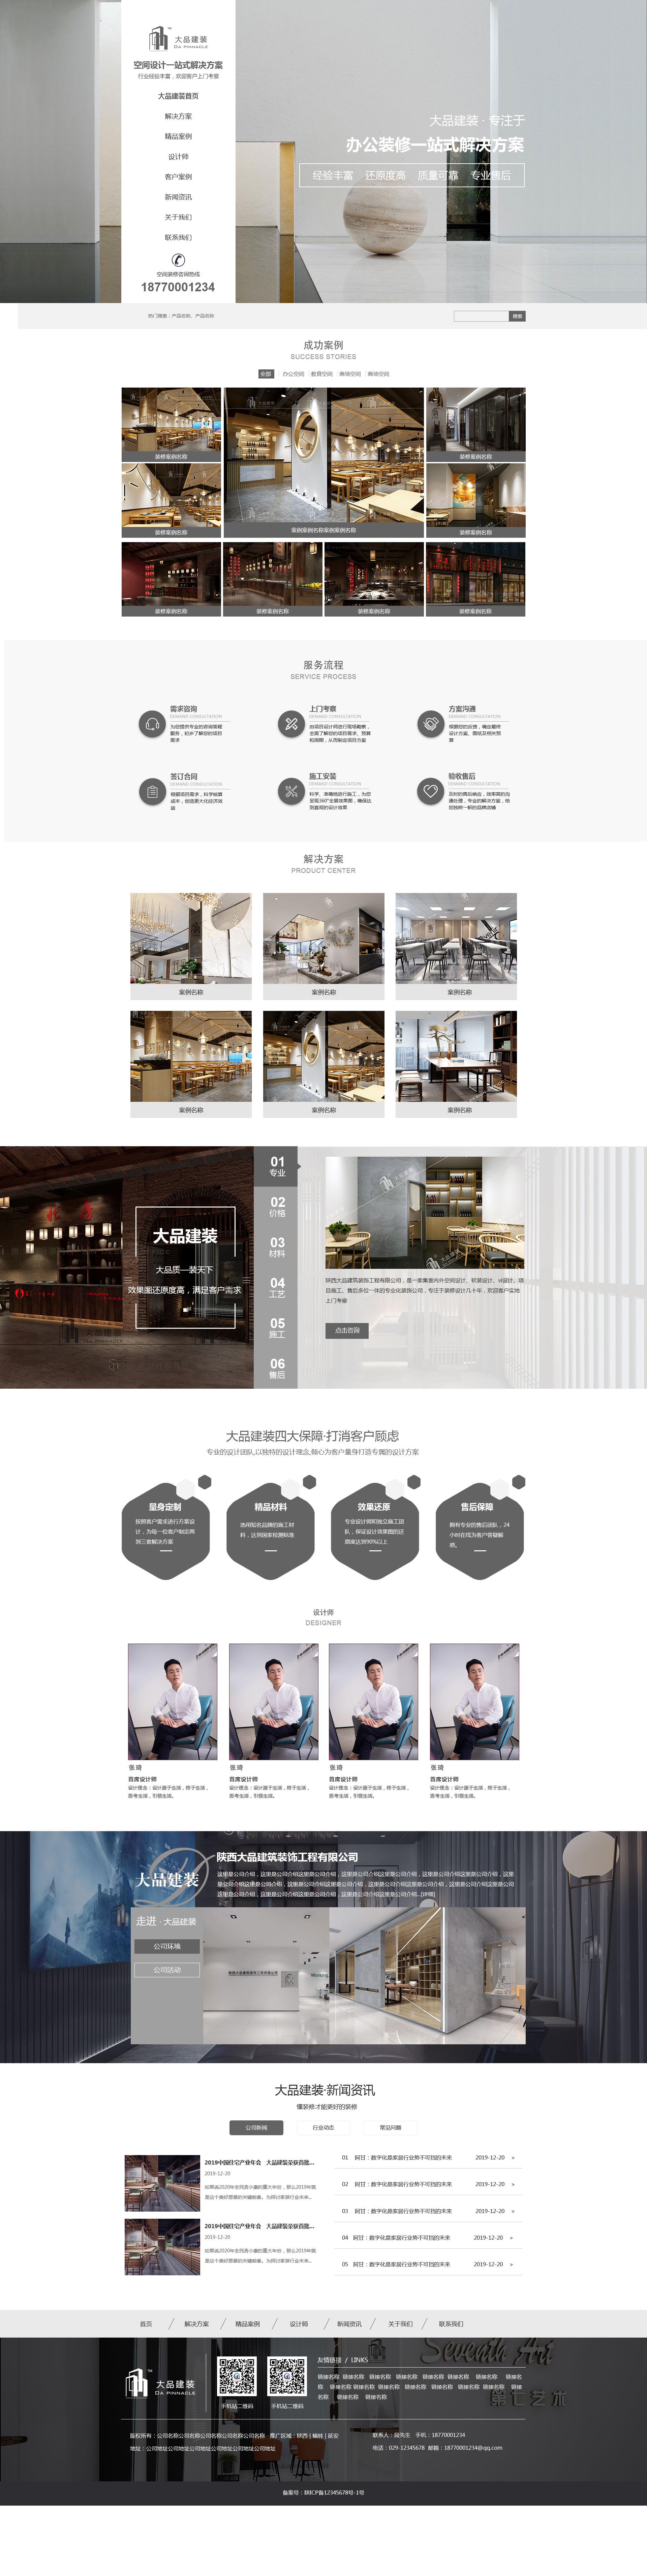 大品建装
DA PINNACLE
空间设计一站式解决方案
行业经验丰富，欢迎客户上门考察
大品建装首页
解决方案
精品案例
设计师
客户案例
新闻资讯
关于我们
联系我们
空间装修咨询热线
18770001234
大品建装 - 专注于
办公装修一站式解决方案
经验丰富 还原度高 质量可靠 专业售后
热门搜索：产品名称、产品名称
搜索
成功案例
SUCCESS STORIES
全部 办公空间 教育空间 商场空间 商场空间
装修案例名称
案例案例名称案例案例名称
装修案例名称
装修案例名称
装修案例名称
装修案例名称
装修案例名称
装修案例名称
装修案例名称
服务流程
SERVICE PROCESS
需求咨询
DEMAND CONSULTATION
为您提供专业的咨询答疑
服务，初步了解您的项目
需求
上门考察
DEMAND CONSULTATION
由项目设计师进行现场勘察，
全面了解您的项目需求、预算
和周期，从而制定项目方案
方案沟通
DEMAND CONSULTATION
根据您的反馈，确定最终
设计方案、图纸及相关预
算
签订合同
DEMAND CONSULTATION
根据项目需求，科学核算
成本，创造更大化经济效
益
施工安装
DEMAND CONSULTATION
科学、准确地进行施工，为您
呈现360°全景效果图，确保达
到直观的设计效果
验收售后
DEMAND CONSULTATION
及时的售后响应，效率高的沟
通处理，专业的解决方案，给
您独树一帜的品牌店铺
解决方案
PRODUCT CENTER
案例名称
案例名称
案例名称
案例名称
案例名称
案例名称
大品建装
大品质—装天下
效果图还原度高，满足客户需求
01
专业
02
价格
03
材料
04
工艺
05
施工
06
售后
陕西大品建筑装饰工程有限公司，是一家集室内外空间设计、软装设计、vi设计、项
目施工、售后多位一体的专业化装饰公司，专注于装修设计几十年，欢迎客户实地
上门考察
点击咨询
大品建装四大保障·打消客户顾虑
专业的设计团队,以独特的设计理念,倾心为客户量身打造专属的设计方案
量身定制
按照客户需求进行方案设
计，为每一位客户制定两
到三套解决方案
精品材料
选用知名品牌的施工材
料，达到国家检测标准
效果还原
专业设计师和独立施工团
队，保证设计效果图的还
原度达到90%以上
售后保障
拥有专业的售后团队，24
小时在线为客户答疑解
惑。
设计师
DESIGNER
张 琦
首席设计师
设计理念：设计源于生活，终于生活，
思考生活，引领生活。
张 琦
首席设计师
设计理念：设计源于生活，终于生活，
思考生活，引领生活。
张 琦
首席设计师
设计理念：设计源于生活，终于生活，
思考生活，引领生活。
张 琦
首席设计师
设计理念：设计源于生活，终于生活，
思考生活，引领生活。
大品建装
陕西大品建筑装饰工程有限公司
这里是公司介绍，这里是公司介绍这里是公司介绍，这里是公司介绍这里是公司介绍，这里是公司介绍这里是公司介绍，这里
是公司介绍这里是公司介绍，这里是公司介绍这里是公司介绍，这里是公司介绍这里是公司介绍，这里是公司介绍这里是公司
这里是公司介绍，这里是公司介绍这里是公司介绍，这里是公司介绍这里是公司介绍...[详细]
走进 · 大品建装
公司环境
公司活动
大品建装·新闻资讯
懂装修才能更好的装修
公司新闻 行业动态 常见问题
2019中国住宅产业年会 大品建装荣获首批...
2019-12-20
如果说2020年全民奔小康的重大年份，那么2019年就
是这个美好愿景的关键前奏。为探讨家装行业未来...
2019中国住宅产业年会 大品建装荣获首批...
2019-12-20
如果说2020年全民奔小康的重大年份，那么2019年就
是这个美好愿景的关键前奏。为探讨家装行业未来...
01 阿甘：数字化是家居行业势不可挡的未来 2019-12-20 >
02 阿甘：数字化是家居行业势不可挡的未来 2019-12-20 >
03 阿甘：数字化是家居行业势不可挡的未来 2019-12-20 >
04 阿甘：数字化是家居行业势不可挡的未来 2019-12-20 >
05 阿甘：数字化是家居行业势不可挡的未来 2019-12-20 >
首页 / 解决方案 / 精品案例 / 设计师 / 新闻资讯 / 关于我们 / 联系我们
大品建装
DA PINNACLE
手机站二维码
手机站二维码
友情链接 / LINKS
链接名称 链接名称 链接名称 链接名称 链接名称 链接名称 链接名称 链接名
称 链接名称 链接名称 链接名称 链接名称 链接名称 链接名称 链接名称 链接
名称 链接名称 链接名称
Seventh Art
第七艺术
版权所有：公司名称公司名称公司名称公司名称公司名称 推广区域：陕西 | 榆林 | 延安
地址：公司地址公司地址公司地址公司地址公司地址公司地址
联系人：段先生 手机：18770001234
电话：029-12345678 邮箱：18770001234@qq.com
备案号：陕ICP备12345678号-1号